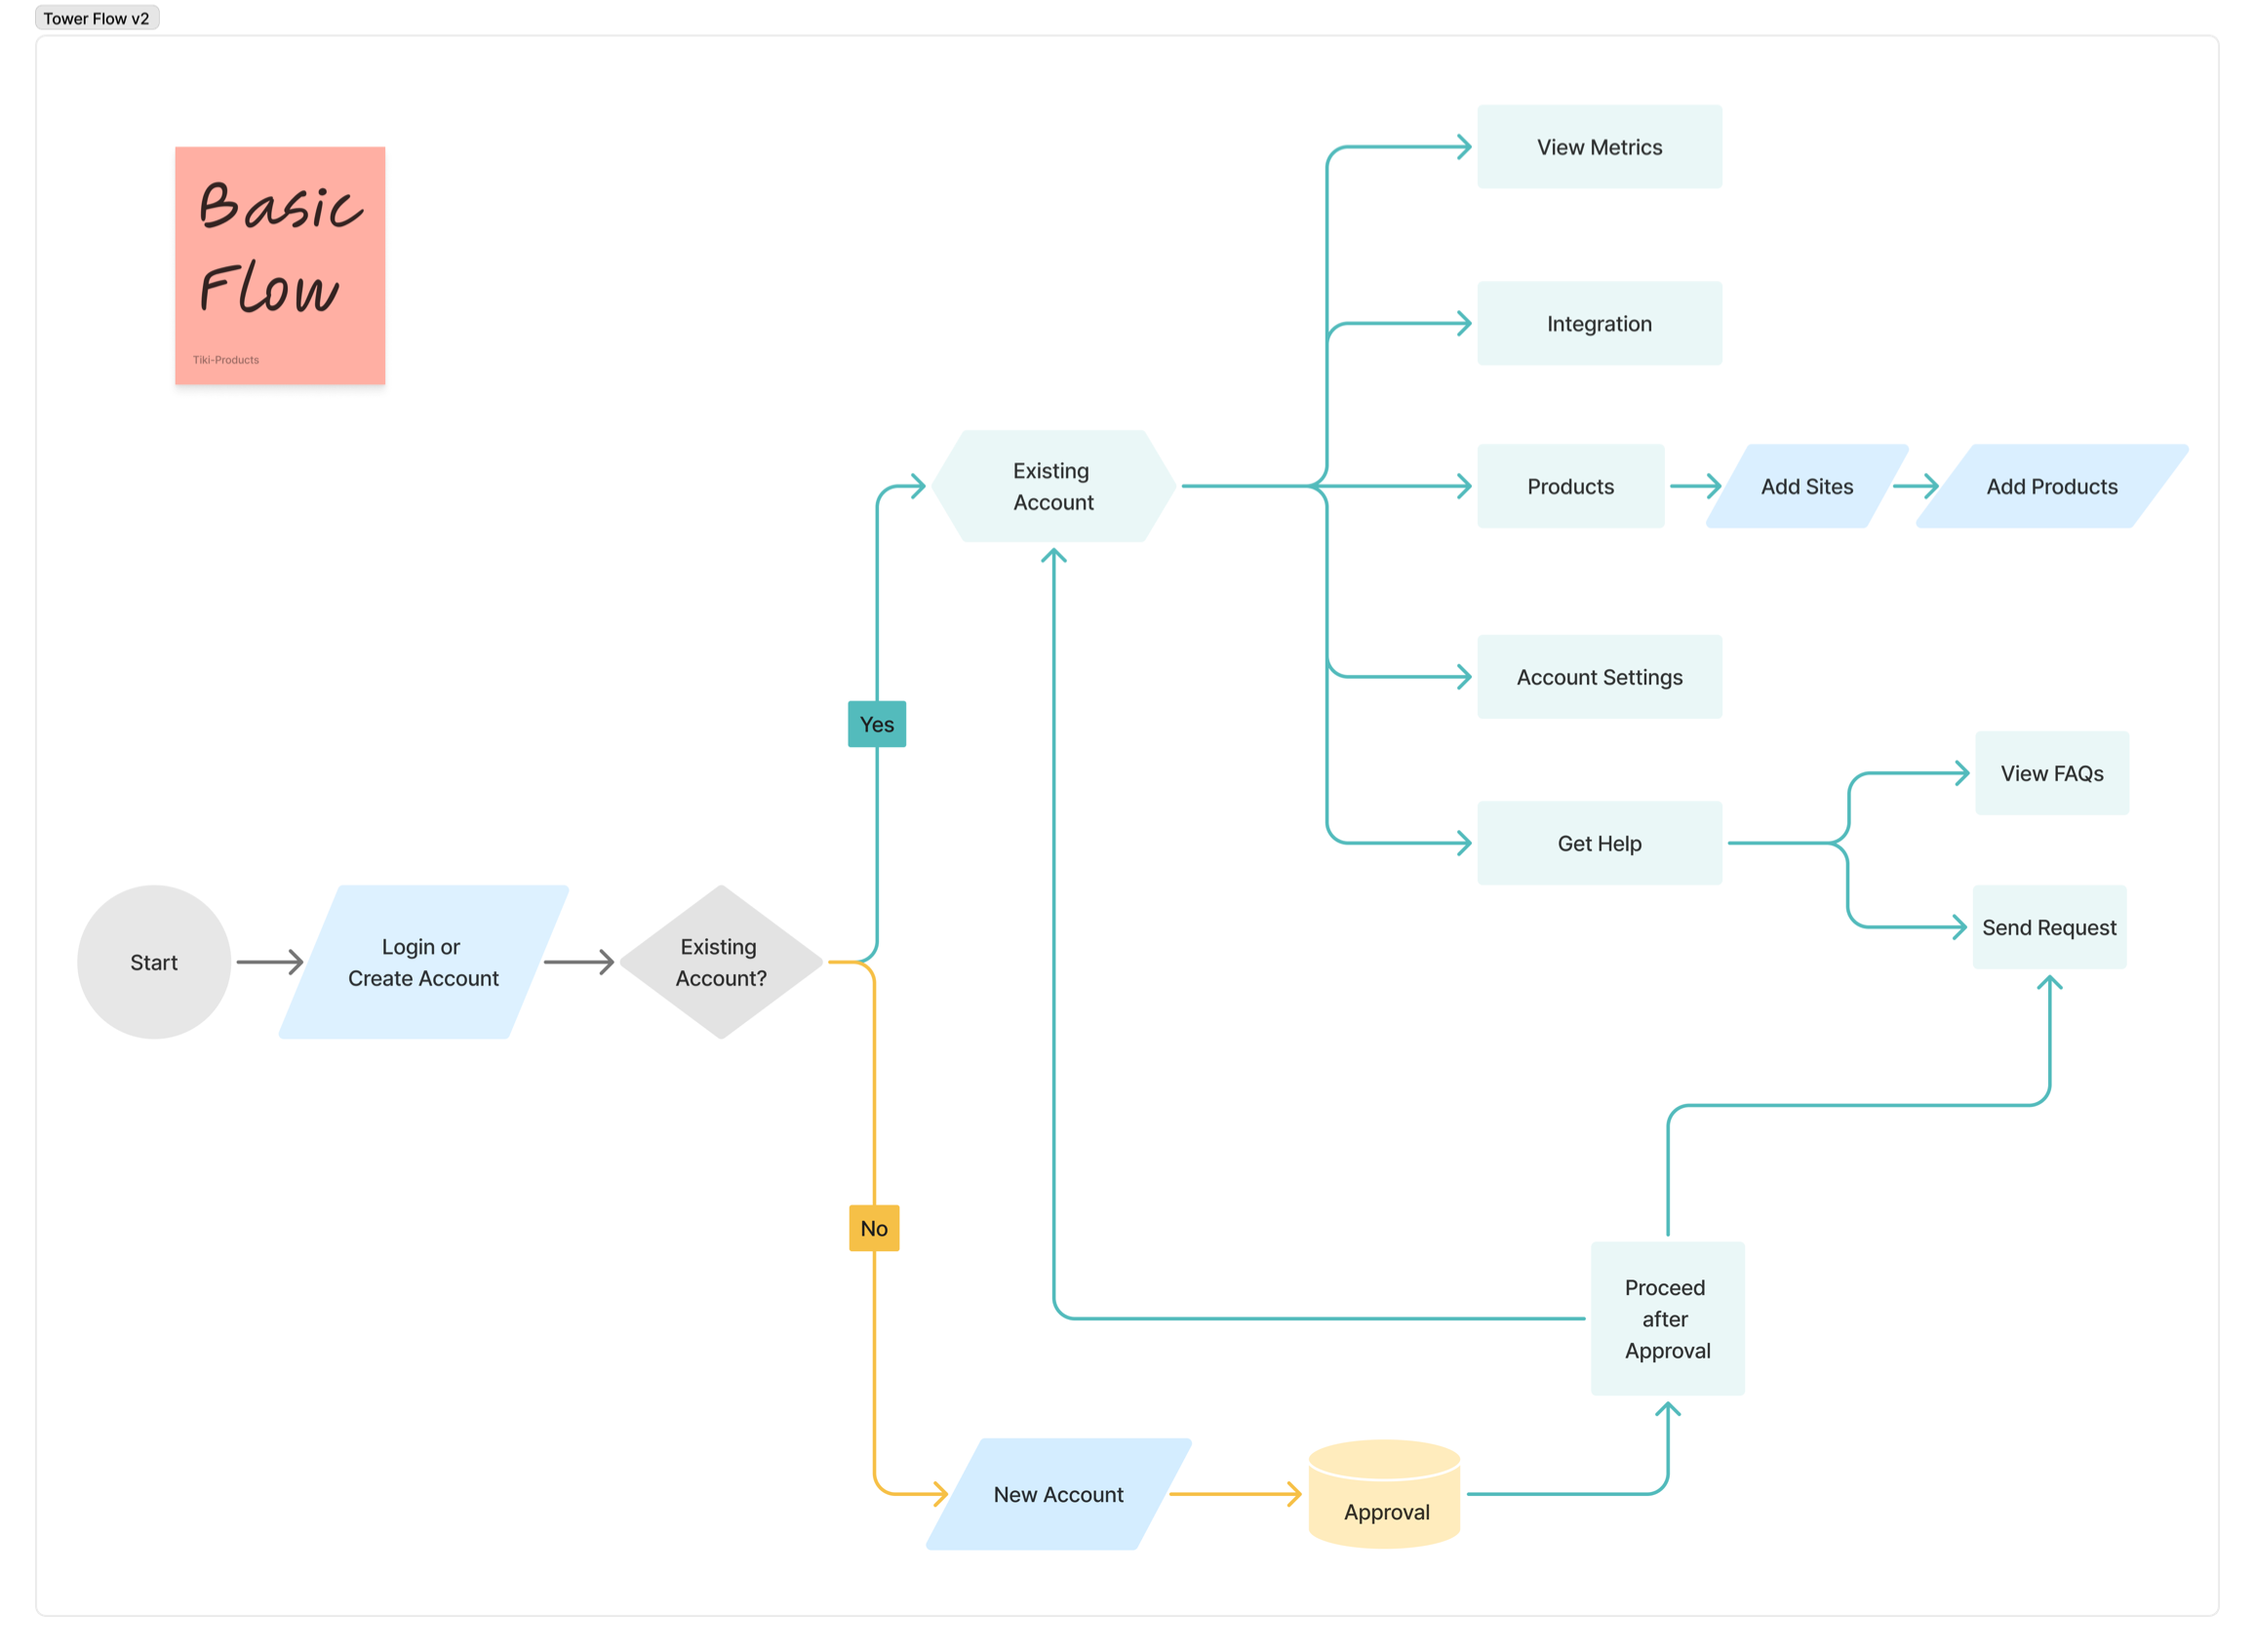 Tower Flow v2
Basic
Flow
Tiki-Products
View Metrics
Integration
Existing
Account
Products
Add Sites
Add Products
Account Settings
Yes
View FAQs
Get Help
Send Request
Start
Login or
Create Account
Existing
Account?
No
Proceed
after
Approval
New Account
Approval